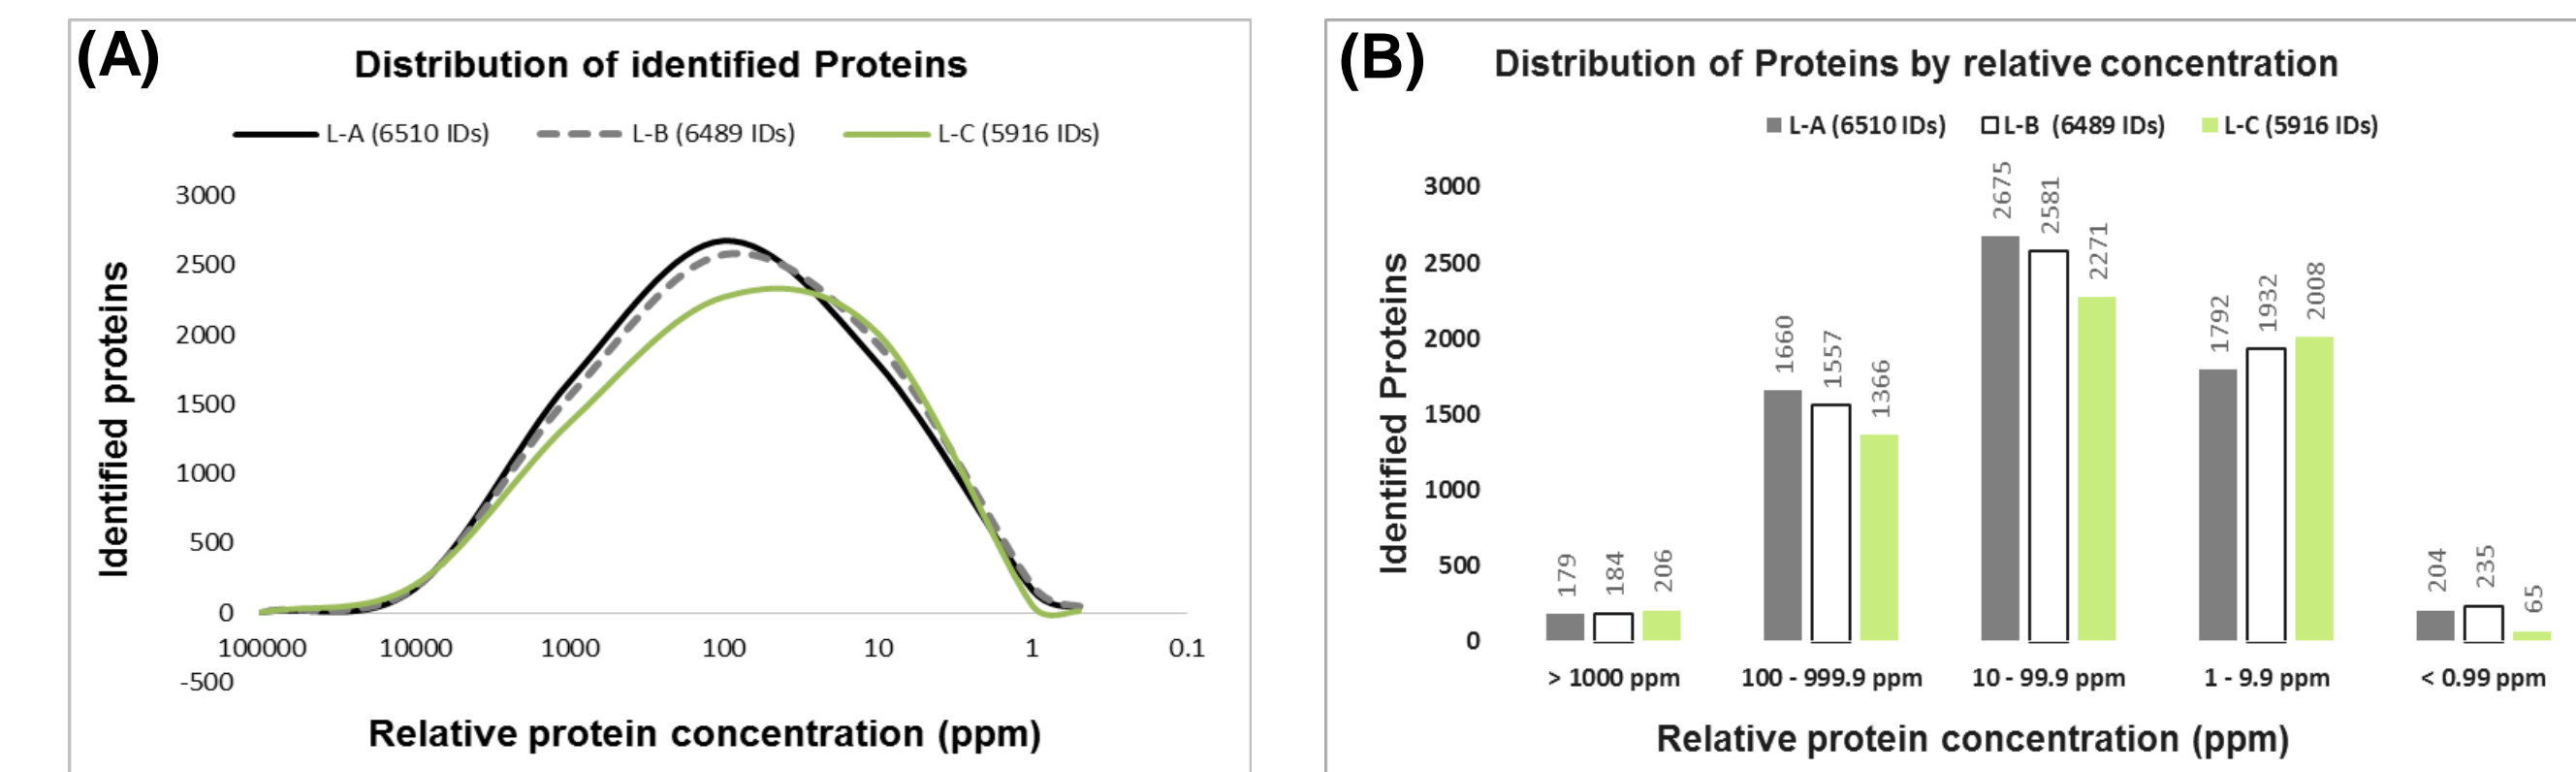 (A)
Distribution of identified Proteins
L-A (6510 IDs) L-B (6489 IDs) L-C (5916 IDs)
3000
2500
2000
1500
1000
500
0
-500
Identified proteins
100000 10000 1000 100 10 1 0.1
Relative protein concentration (ppm)
(B)
Distribution of Proteins by relative concentration
L-A (6510 IDs) L-B (6489 IDs) L-C (5916 IDs)
3000
2500
2000
1500
1000
500
0
Identified Proteins
179 184 206
1660 1557 1366
2675 2581 2271
1792 1932 2008
204 235 65
> 1000 ppm 100 - 999.9 ppm 10 - 99.9 ppm 1 - 9.9 ppm < 0.99 ppm
Relative protein concentration (ppm)